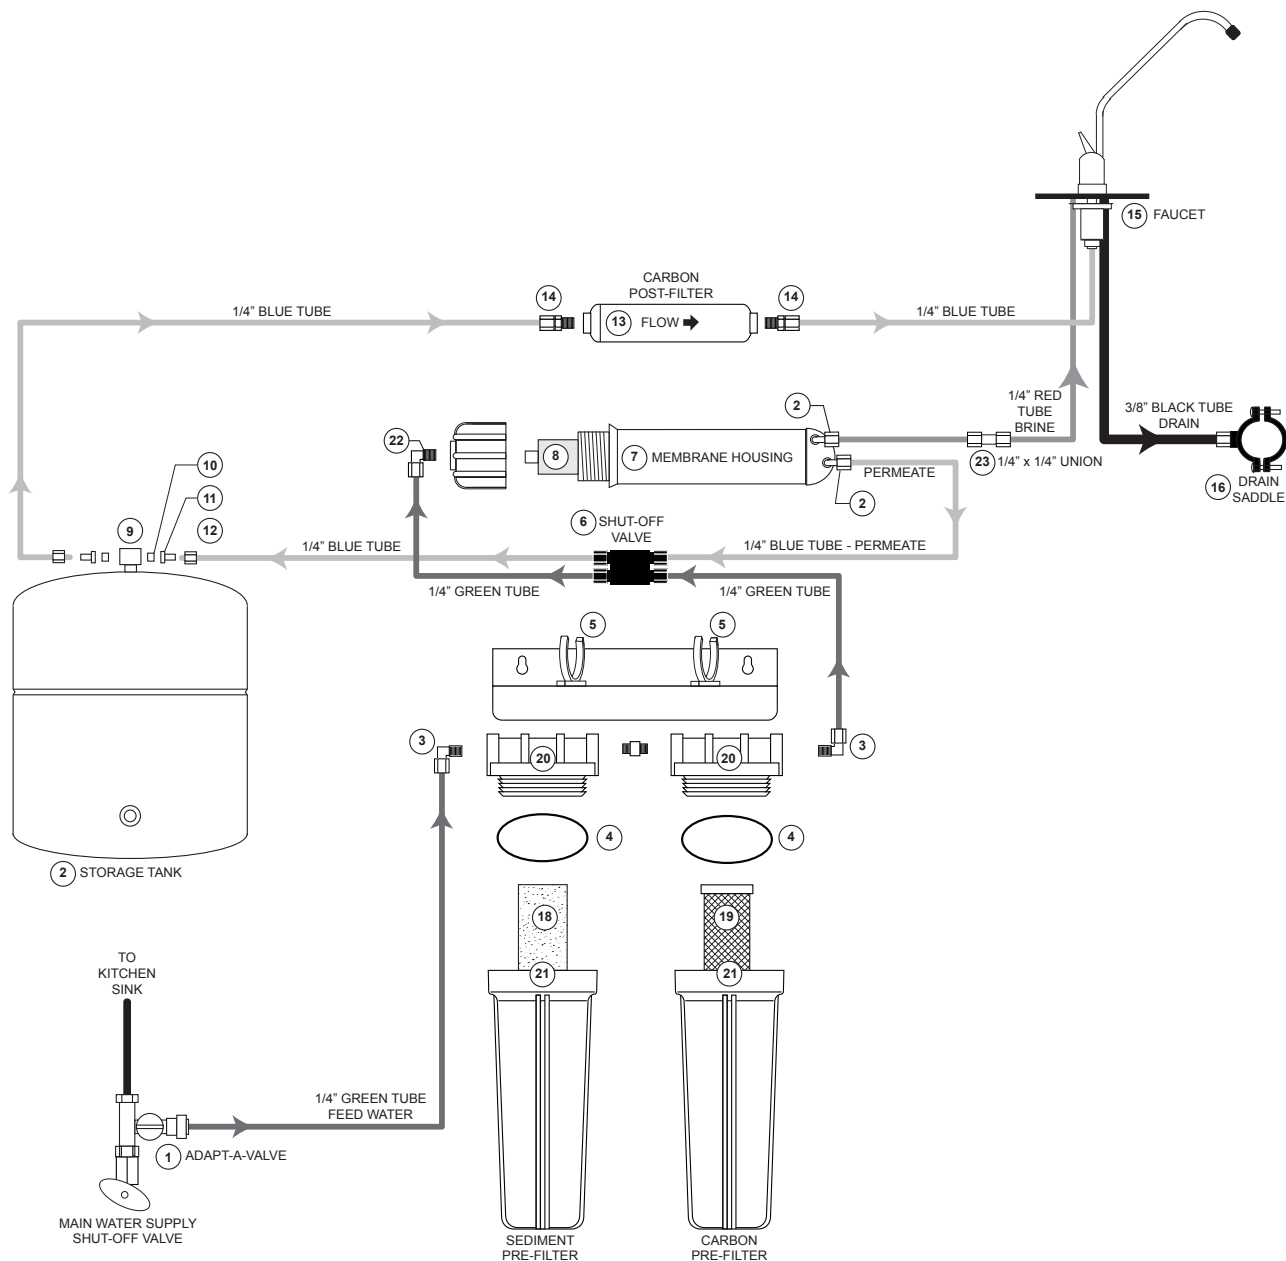 15 FAUCET
CARBON
POST-FILTER
14
14
1/4” BLUE TUBE
13 FLOW
1/4” BLUE TUBE
2
1/4” RED
TUBE
BRINE
3/8” BLACK TUBE
DRAIN
22
8
7 MEMBRANE HOUSING
PERMEATE
23 1/4” x 1/4” UNION
16 DRAIN
SADDLE
10
11
12
9
2
6 SHUT-OFF
VALVE
1/4” BLUE TUBE
1/4” BLUE TUBE - PERMEATE
1/4” GREEN TUBE
1/4” GREEN TUBE
5
5
3
20
20
3
4
4
2 STORAGE TANK
18
19
21
21
TO
KITCHEN
SINK
1/4” GREEN TUBE
FEED WATER
1 ADAPT-A-VALVE
MAIN WATER SUPPLY
SHUT-OFF VALVE
SEDIMENT
PRE-FILTER
CARBON
PRE-FILTER